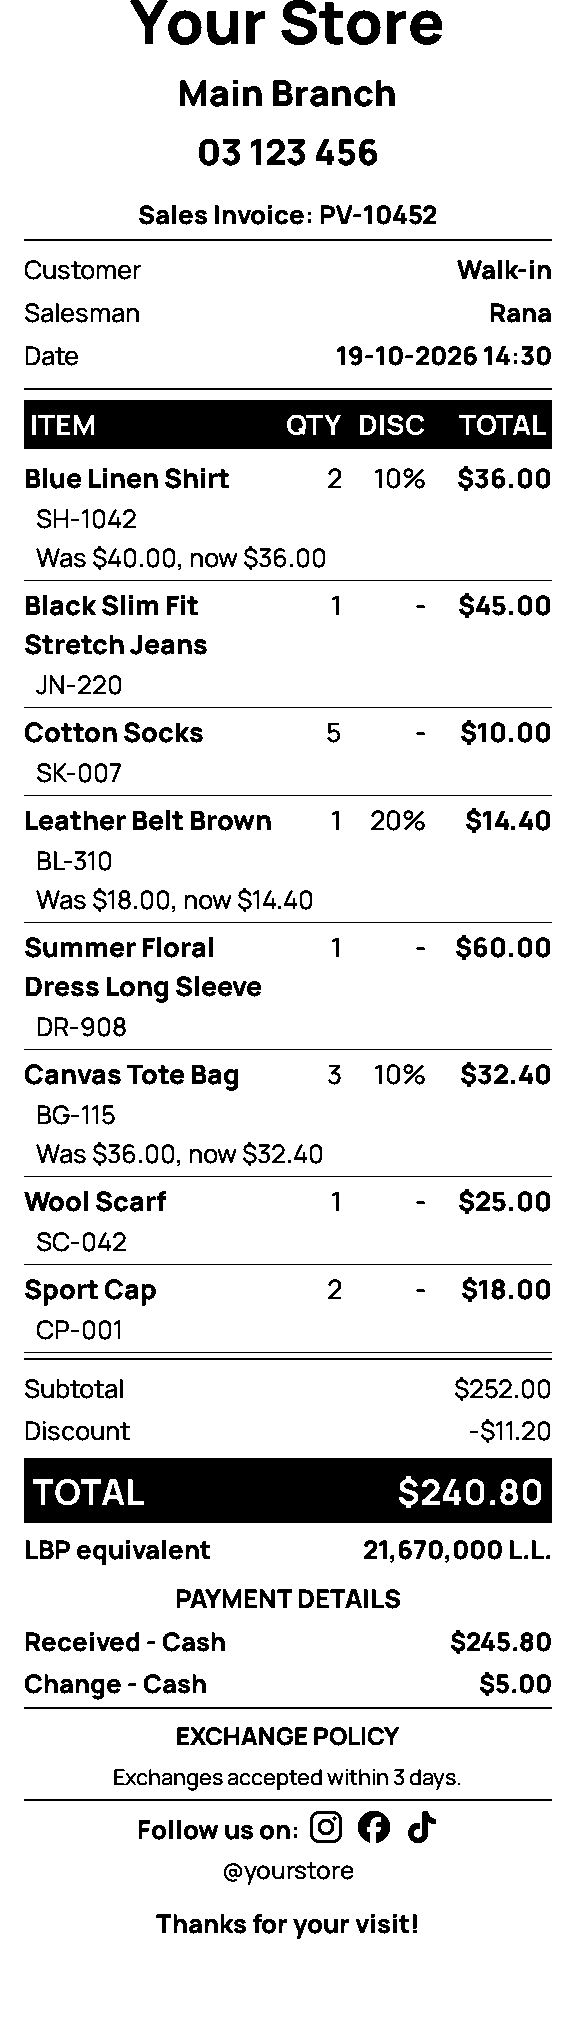 Your Store
Main Branch
03 123 456
Sales Invoice: PV-10452
Customer Walk-in
Salesman Rana
Date 19-10-2026 14:30
ITEM QTY DISC TOTAL
Blue Linen Shirt 2 10% $36.00
SH-1042
Was $40.00, now $36.00
Black Slim Fit 1 - $45.00
Stretch Jeans
JN-220
Cotton Socks 5 - $10.00
SK-007
Leather Belt Brown 1 20% $14.40
BL-310
Was $18.00, now $14.40
Summer Floral 1 - $60.00
Dress Long Sleeve
DR-908
Canvas Tote Bag 3 10% $32.40
BG-115
Was $36.00, now $32.40
Wool Scarf 1 - $25.00
SC-042
Sport Cap 2 - $18.00
CP-001
Subtotal $252.00
Discount -$11.20
TOTAL $240.80
LBP equivalent 21,670,000 L.L.
PAYMENT DETAILS
Received - Cash $245.80
Change - Cash $5.00
EXCHANGE POLICY
Exchanges accepted within 3 days.
Follow us on:
@yourstore
Thanks for your visit!